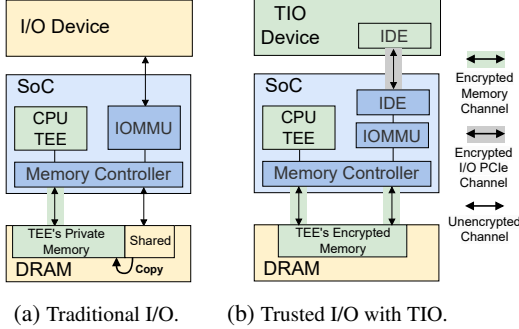 I/O Device
SoC
CPU
TEE
IOMMU
Memory Controller
TEE's Private
Memory
Shared
Copy
DRAM
(a) Traditional I/O.
TIO
Device
IDE
SoC
CPU
TEE
IDE
IOMMU
Memory Controller
TEE's Encrypted
Memory
DRAM
(b) Trusted I/O with TIO.
Encrypted
Memory
Channel
Encrypted
I/O PCIe
Channel
Unencrypted
Channel